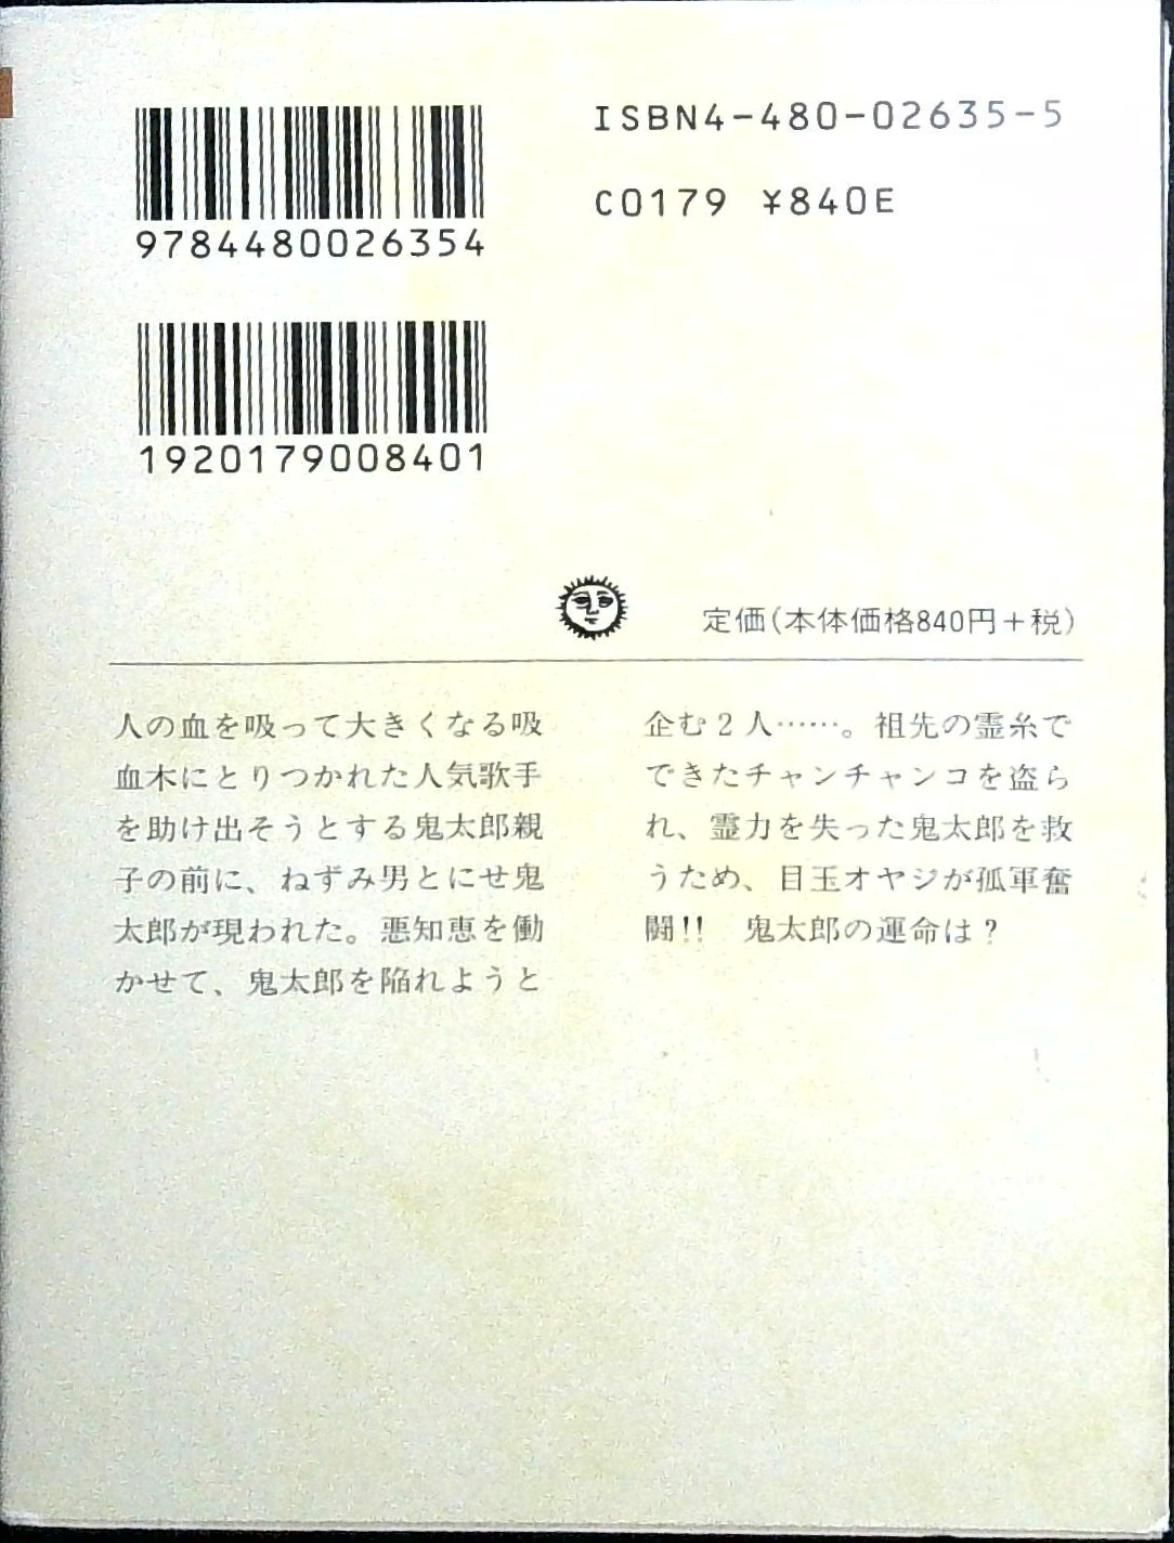 ISBN4-480-02635-5
C0179 ¥840E
9784480026354
1920179008401
定価(本体価格840円+税)
人の血を吸って大きくなる吸
血木にとりつかれた人気歌手
を助け出そうとする鬼太郎親
子の前に、ねずみ男とにせ鬼
太郎が現われた。悪知恵を働
かせて、鬼太郎を陥れようと
企む2人……。祖先の霊糸で
できたチャンチャンコを盗ら
れ、霊力を失った鬼太郎を救
うため、目玉オヤジが孤軍奮
闘!! 鬼太郎の運命は?